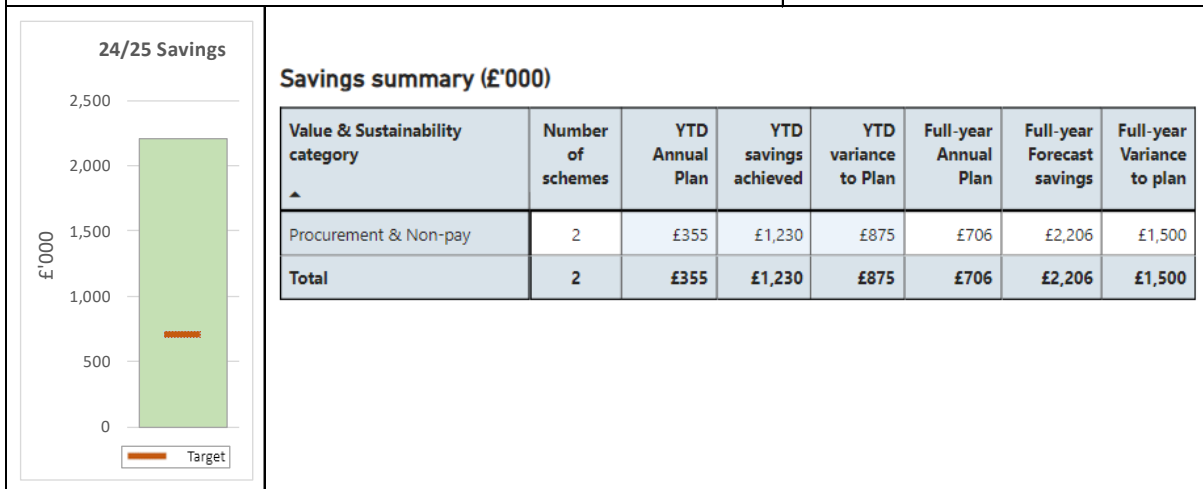 24/25 Savings
2,500
2,000
1,500
1,000
500
0
£'000
Target
Savings summary (£'000)
Value & Sustainability category Number of schemes YTD Annual Plan YTD savings achieved YTD variance to Plan Full-year Annual Plan Full-year Forecast savings Full-year Variance to plan
Procurement & Non-pay 2 £355 £1,230 £875 £706 £2,206 £1,500
Total 2 £355 £1,230 £875 £706 £2,206 £1,500